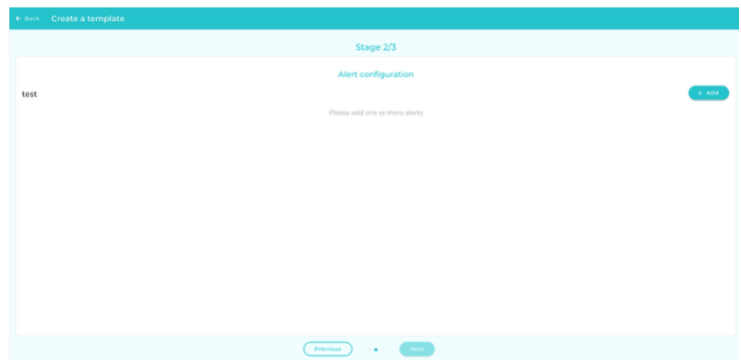 ← Back Create a template
Stage 2/3
Alert configuration
test
+ Add
Please add one or more alerts
Previous
Next